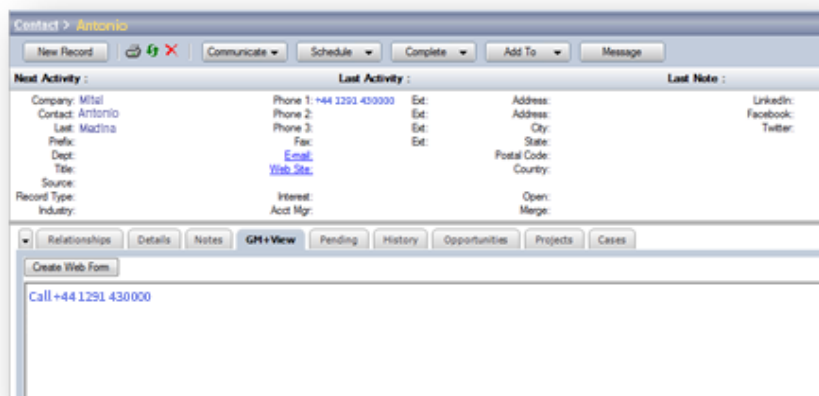 Contact > Antonio
New Record Communicate Schedule Complete Add To Message
Next Activity : Last Activity : Last Note :
Company: Mitel Phone 1: +44 1291 430000 Ext: Address: LinkedIn:
Contact: Antonio Phone 2: Ext: Address: Facebook:
Last: Madina Phone 3: Ext: City: Twitter:
Prefix: Fax: Ext: State:
Dept: E-mail: Postal Code:
Title: Web Site: Country:
Source:
Record Type: Interest: Open:
Industry: Acct Mgr: Merge:
Relationships Details Notes GM+View Pending History Opportunities Projects Cases
Create Web Form
Call +44 1291 430000